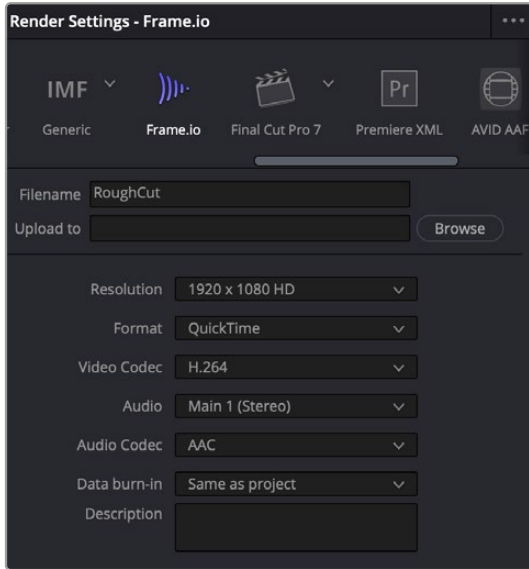 Render Settings - Frame.io
IMF
Pr
Generic
Frame.io
Final Cut Pro 7
Premiere XML
AVID AAF
Filename RoughCut
Upload to
Browse
Resolution 1920 x 1080 HD
Format QuickTime
Video Codec H.264
Audio Main 1 (Stereo)
Audio Codec AAC
Data burn-in Same as project
Description